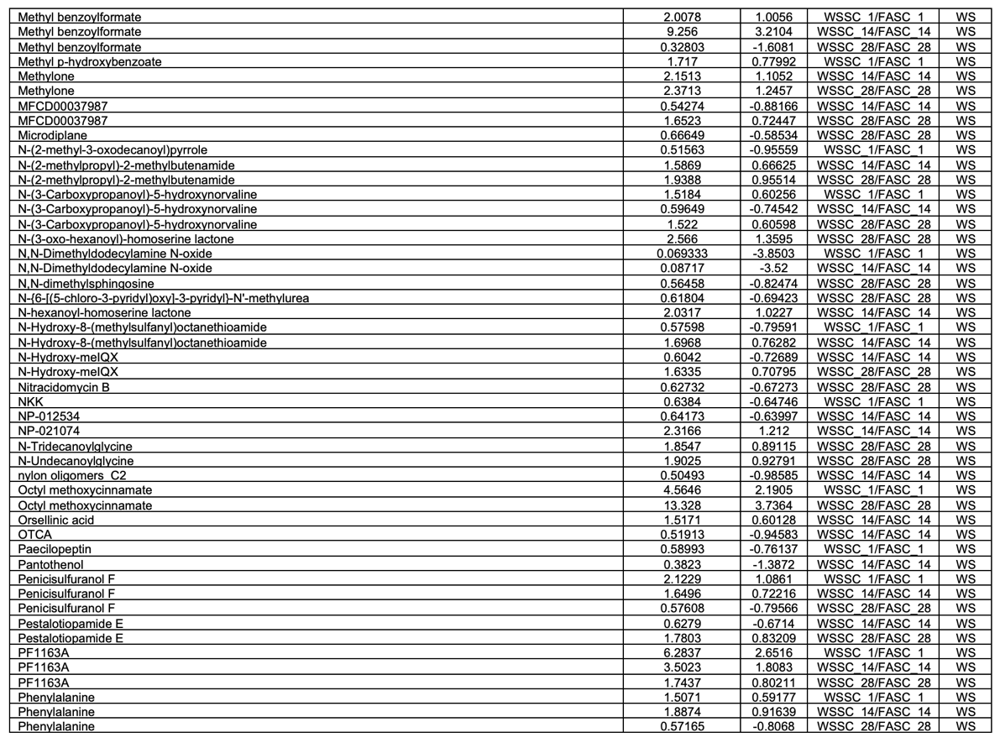 Methyl benzoylformate 2.0078 1.0056 WSSC_1/FASC_1 WS
Methyl benzoylformate 9.256 3.2104 WSSC_14/FASC_14 WS
Methyl benzoylformate 0.32803 -1.6081 WSSC_28/FASC_28 WS
Methyl p-hydroxybenzoate 1.717 0.77992 WSSC_1/FASC_1 WS
Methylone 2.1513 1.1052 WSSC_14/FASC_14 WS
Methylone 2.3713 1.2457 WSSC_28/FASC_28 WS
MFCD00037987 0.54274 -0.88166 WSSC_14/FASC_14 WS
MFCD00037987 1.6523 0.72447 WSSC_28/FASC_28 WS
Microdiplane 0.66649 -0.58534 WSSC_28/FASC_28 WS
N-(2-methyl-3-oxodecanoyl)pyrrole 0.51563 -0.95559 WSSC_1/FASC_1 WS
N-(2-methylpropyl)-2-methylbutenamide 1.5869 0.66625 WSSC_14/FASC_14 WS
N-(2-methylpropyl)-2-methylbutenamide 1.9388 0.95514 WSSC_28/FASC_28 WS
N-(3-Carboxypropanoyl)-5-hydroxynorvaline 1.5184 0.60256 WSSC_1/FASC_1 WS
N-(3-Carboxypropanoyl)-5-hydroxynorvaline 0.59649 -0.74542 WSSC_14/FASC_14 WS
N-(3-Carboxypropanoyl)-5-hydroxynorvaline 1.522 0.60598 WSSC_28/FASC_28 WS
N-(3-oxo-hexanoyl)-homoserine lactone 2.566 1.3595 WSSC_28/FASC_28 WS
N,N-Dimethyldodecylamine N-oxide 0.069333 -3.8503 WSSC_1/FASC_1 WS
N,N-Dimethyldodecylamine N-oxide 0.08717 -3.52 WSSC_14/FASC_14 WS
N,N-dimethylsphingosine 0.56458 -0.82474 WSSC_28/FASC_28 WS
N-{6-[(5-chloro-3-pyridyl)oxy]-3-pyridyl}-N'-methylurea 0.61804 -0.69423 WSSC_28/FASC_28 WS
N-hexanoyl-homoserine lactone 2.0317 1.0227 WSSC_14/FASC_14 WS
N-Hydroxy-8-(methylsulfanyl)octanethioamide 0.57598 -0.79591 WSSC_1/FASC_1 WS
N-Hydroxy-8-(methylsulfanyl)octanethioamide 1.6968 0.76282 WSSC_14/FASC_14 WS
N-Hydroxy-meIQX 0.6042 -0.72689 WSSC_14/FASC_14 WS
N-Hydroxy-meIQX 1.6335 0.70795 WSSC_28/FASC_28 WS
Nitracidomycin B 0.62732 -0.67273 WSSC_28/FASC_28 WS
NKK 0.6384 -0.64746 WSSC_1/FASC_1 WS
NP-012534 0.64173 -0.63997 WSSC_14/FASC_14 WS
NP-021074 2.3166 1.212 WSSC_14/FASC_14 WS
N-Tridecanoylglycine 1.8547 0.89115 WSSC_28/FASC_28 WS
N-Undecanoylglycine 1.9025 0.92791 WSSC_28/FASC_28 WS
nylon oligomers_C2 0.50493 -0.98585 WSSC_14/FASC_14 WS
Octyl methoxycinnamate 4.5646 2.1905 WSSC_1/FASC_1 WS
Octyl methoxycinnamate 13.328 3.7364 WSSC_28/FASC_28 WS
Orsellinic acid 1.5171 0.60128 WSSC_14/FASC_14 WS
OTCA 0.51913 -0.94583 WSSC_14/FASC_14 WS
Paecilopeptin 0.58993 -0.76137 WSSC_1/FASC_1 WS
Pantothenol 0.3823 -1.3872 WSSC_14/FASC_14 WS
Penicisulfuranol F 2.1229 1.0861 WSSC_1/FASC_1 WS
Penicisulfuranol F 1.6496 0.72216 WSSC_14/FASC_14 WS
Penicisulfuranol F 0.57608 -0.79566 WSSC_28/FASC_28 WS
Pestalotiopamide E 0.6279 -0.6714 WSSC_14/FASC_14 WS
Pestalotiopamide E 1.7803 0.83209 WSSC_28/FASC_28 WS
PF1163A 6.2837 2.6516 WSSC_1/FASC_1 WS
PF1163A 3.5023 1.8083 WSSC_14/FASC_14 WS
PF1163A 1.7437 0.80211 WSSC_28/FASC_28 WS
Phenylalanine 1.5071 0.59177 WSSC_1/FASC_1 WS
Phenylalanine 1.8874 0.91639 WSSC_14/FASC_14 WS
Phenylalanine 0.57165 -0.8068 WSSC_28/FASC_28 WS